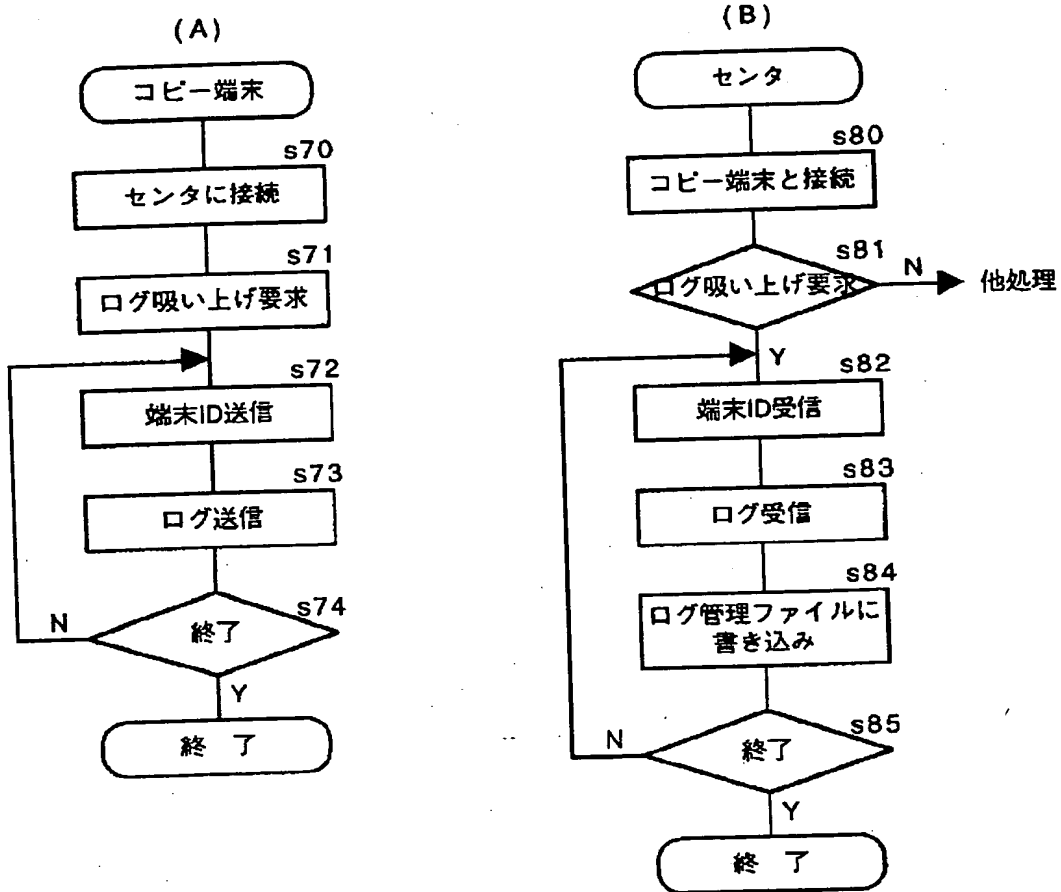 (A)
コピー端末
s70
センタに接続
s71
ログ吸い上げ要求
s72
端末ID送信
s73
ログ送信
s74
終了
N
Y
終 了
(B)
センタ
s80
コピー端末と接続
s81
ログ吸い上げ要求
N
他処理
Y
s82
端末ID受信
s83
ログ受信
s84
ログ管理ファイルに
書き込み
s85
終了
N
Y
終 了